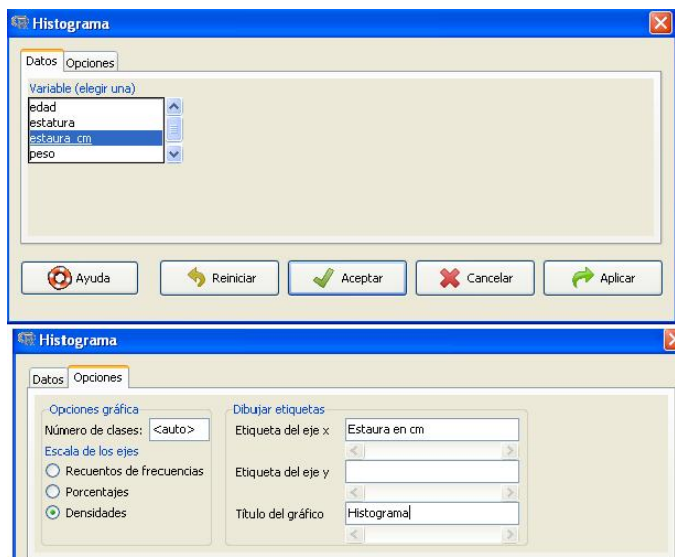 Histograma
Datos Opciones
Variable (elegir una)
edad
estatura
estaura_cm
peso
Ayuda Reiniciar Aceptar Cancelar Aplicar
Histograma
Datos Opciones
Opciones gráfica Dibujar etiquetas
Número de clases: <auto> Etiqueta del eje x Estaura en cm
Escala de los ejes
Recuentos de frecuencias Etiqueta del eje y
Porcentajes
Densidades Título del gráfico Histograma